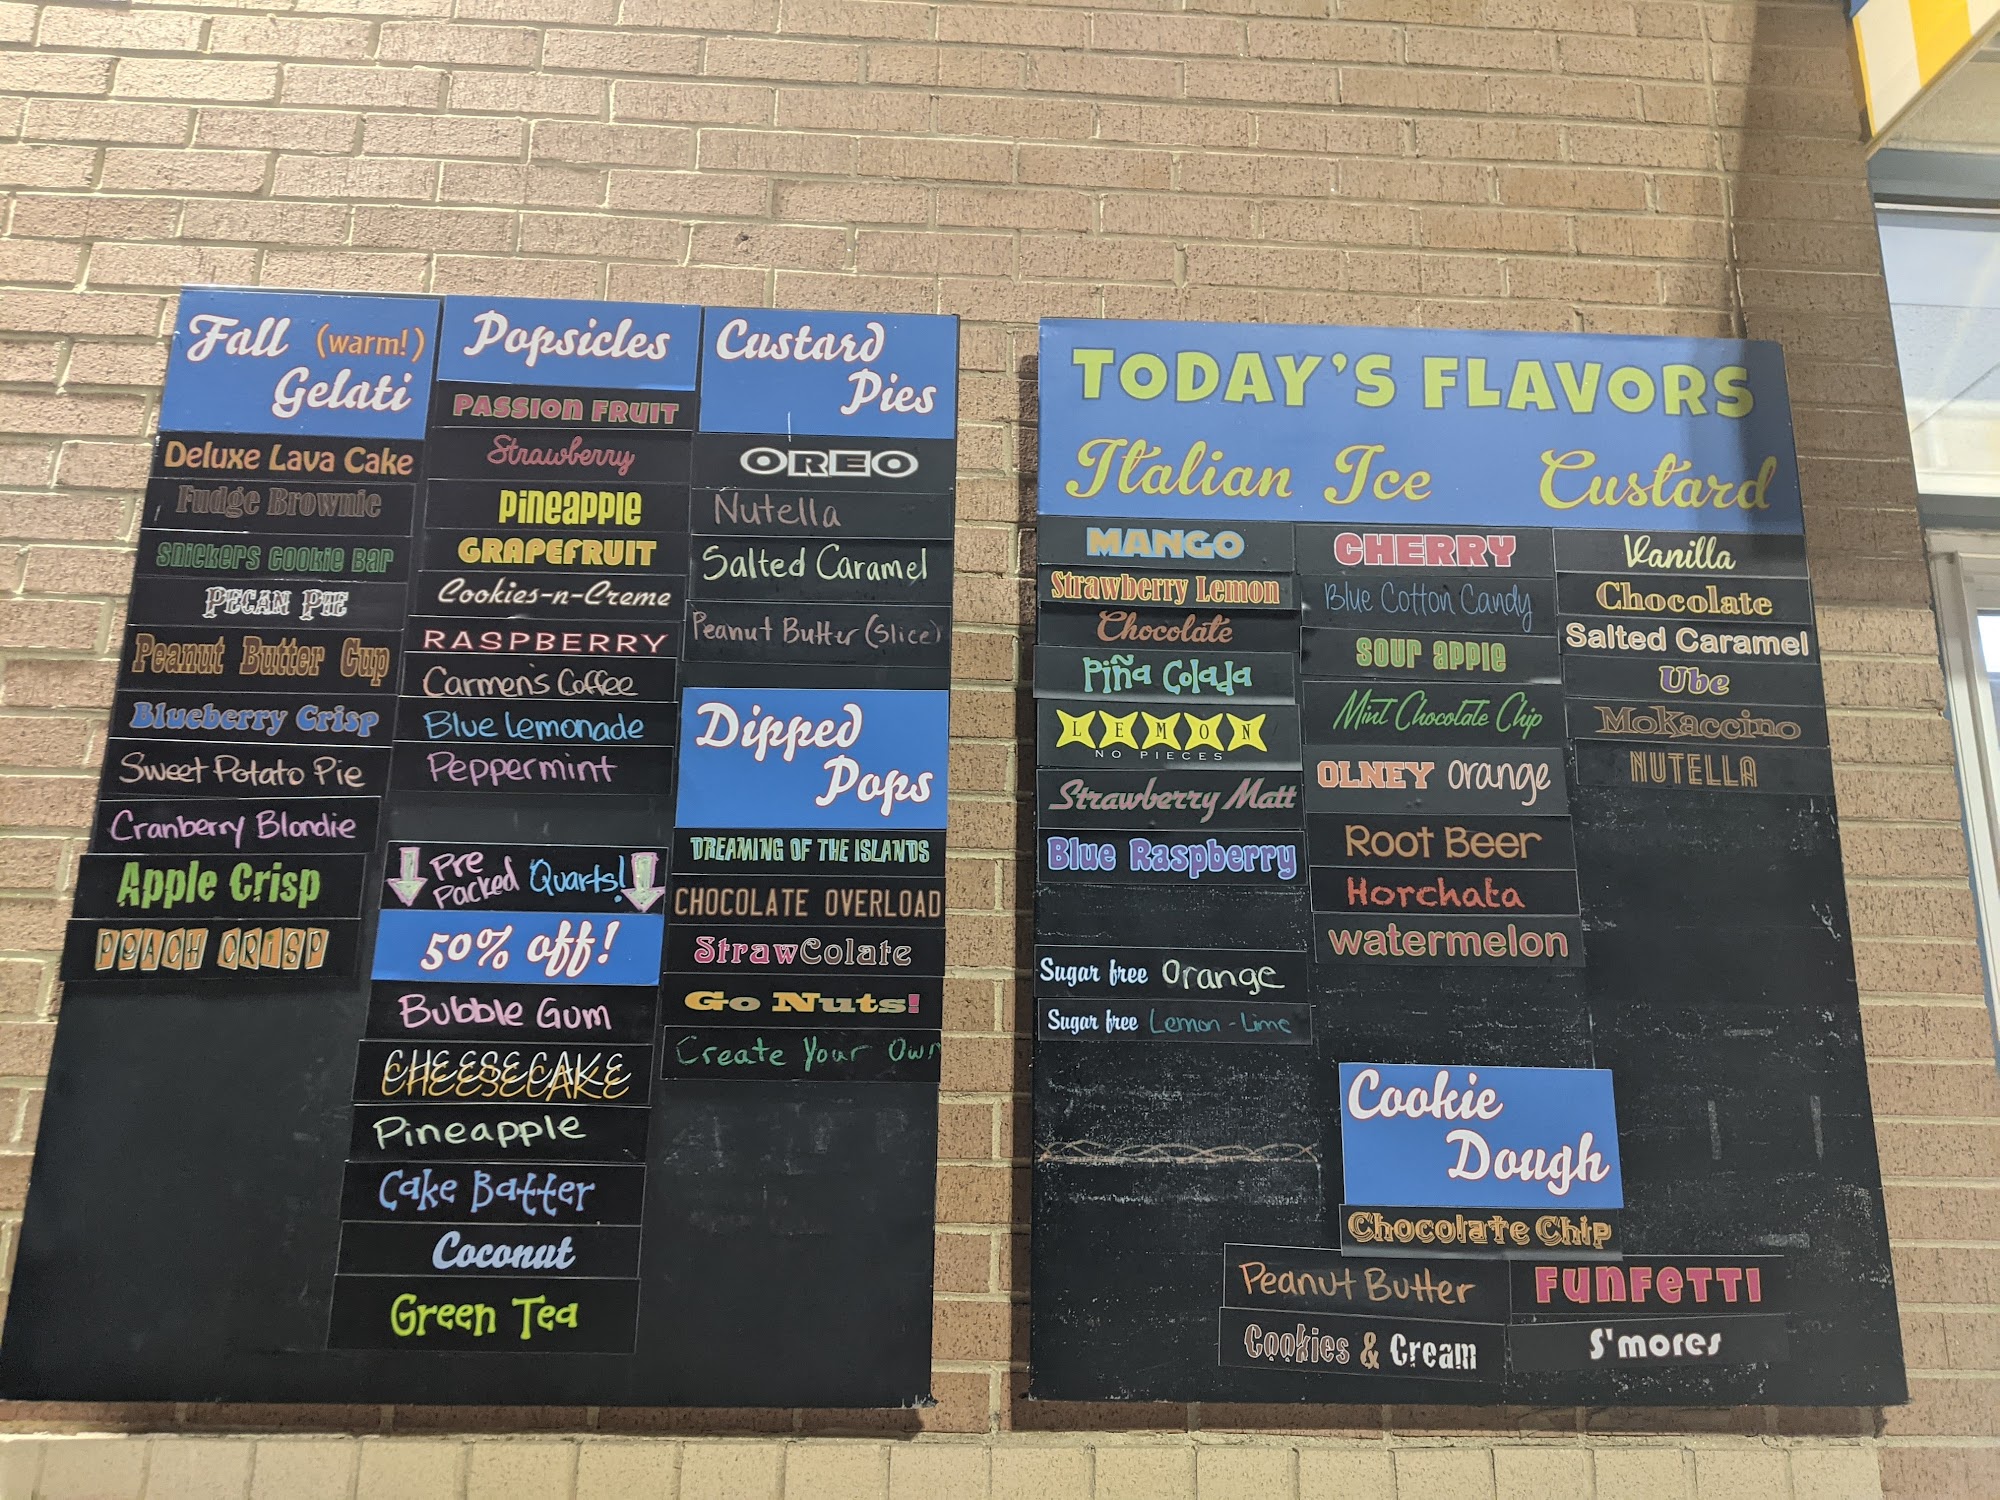 Fall (warm!)
Gelati
Deluxe Lava Cake
Fudge Brownie
Snickers Cookie Bar
Pecan Pie
Peanut Butter Cup
Blueberry Crisp
Sweet Potato Pie
Cranberry Blondie
Apple Crisp
PEACH CRISP
Popsicles
PASSION FRUIT
Strawberry
Pineapple
GRAPEFRUIT
Cookies-n-Creme
RASPBERRY
Carmen's Coffee
Blue Lemonade
Peppermint
Pre
Packed Quarts!
50% off!
Bubble Gum
CHEESECAKE
Pineapple
Cake Batter
Coconut
Green Tea
Custard
Pies
OREO
Nutella
Salted Caramel
Peanut Butter (slice)
Dipped
Pops
DREAMING OF THE ISLANDS
CHOCOLATE OVERLOAD
StrawColate
Go Nuts!
Create Your Own
TODAY'S FLAVORS
Italian Ice
MANGO
Strawberry Lemon
Chocolate
Piña Colada
LEMON
NO PIECES
Strawberry Matt
Blue Raspberry
Sugar free Orange
Sugar free Lemon-Lime
CHERRY
Blue Cotton Candy
sour apple
Mint Chocolate Chip
OLNEY orange
Root Beer
Horchata
watermelon
Custard
Vanilla
Chocolate
Salted Caramel
Ube
Mokaccino
NUTELLA
Cookie
Dough
Chocolate Chip
Peanut Butter
FUNFETTI
Cookies & Cream
S'mores